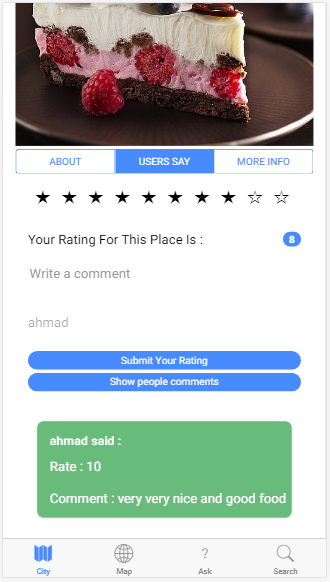 ABOUT
USERS SAY
MORE INFO
Your Rating For This Place Is :
8
Write a comment
ahmad
Submit Your Rating
Show people comments
ahmad said :
Rate : 10
Comment : very very nice and good food
City
Map
?
Ask
Search